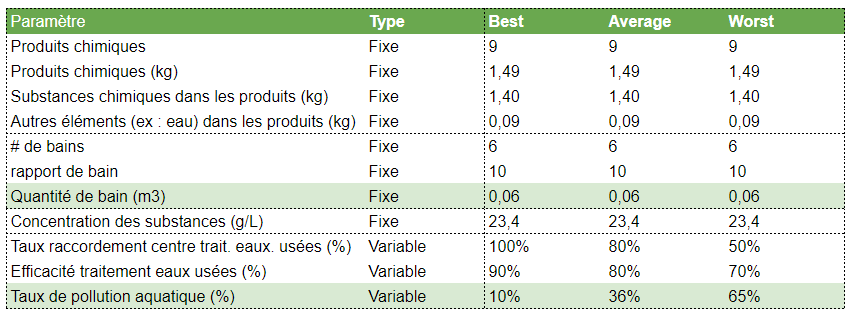 Paramètre Type Best Average Worst
Produits chimiques Fixe 9 9 9
Produits chimiques (kg) Fixe 1,49 1,49 1,49
Substances chimiques dans les produits (kg) Fixe 1,40 1,40 1,40
Autres éléments (ex : eau) dans les produits (kg) Fixe 0,09 0,09 0,09
# de bains Fixe 6 6 6
rapport de bain Fixe 10 10 10
Quantité de bain (m3) Fixe 0,06 0,06 0,06
Concentration des substances (g/L) Fixe 23,4 23,4 23,4
Taux raccordement centre trait. eaux. usées (%) Variable 100% 80% 50%
Efficacité traitement eaux usées (%) Variable 90% 80% 70%
Taux de pollution aquatique (%) Variable 10% 36% 65%